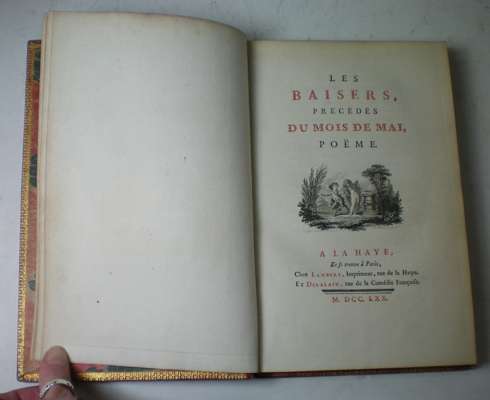 LES
BAISERS,
PRÉCÉDÉS
DU MOIS DE MAI,
POËME.
A LA HAYE,
Et se trouve à Paris,
Chez LAMBERT, Imprimeur, rue de la Harpe.
ET DELALAIN, rue de la Comédie Françoise.
M. DCC. LXX.